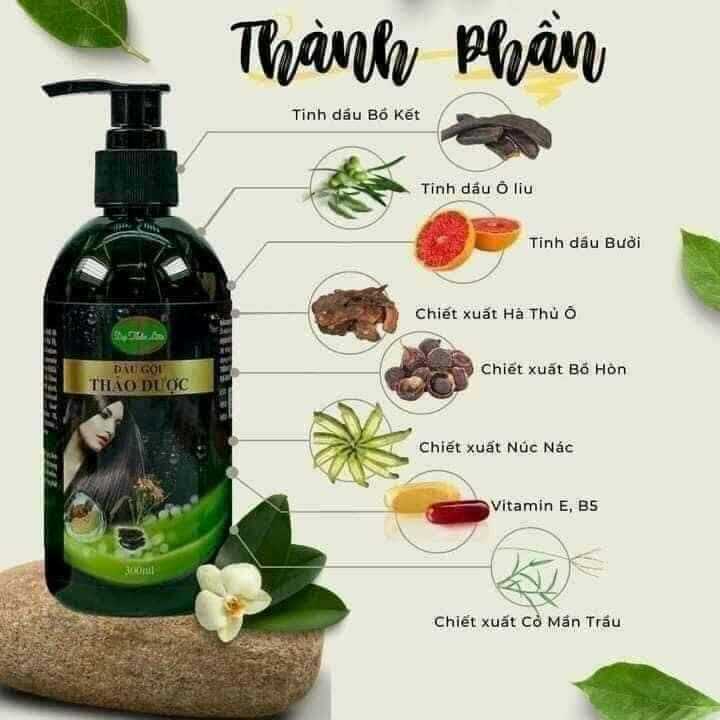 Thành phần
Tinh dầu Bồ Kết
Tinh dầu Ô liu
Tinh dầu Bưởi
Chiết xuất Hà Thủ Ô
Chiết xuất Bồ Hòn
Chiết xuất Núc Nác
Vitamin E, B5
Chiết xuất Cỏ Mần Trầu
DẦU GỘI
THẢO DƯỢC
300ml